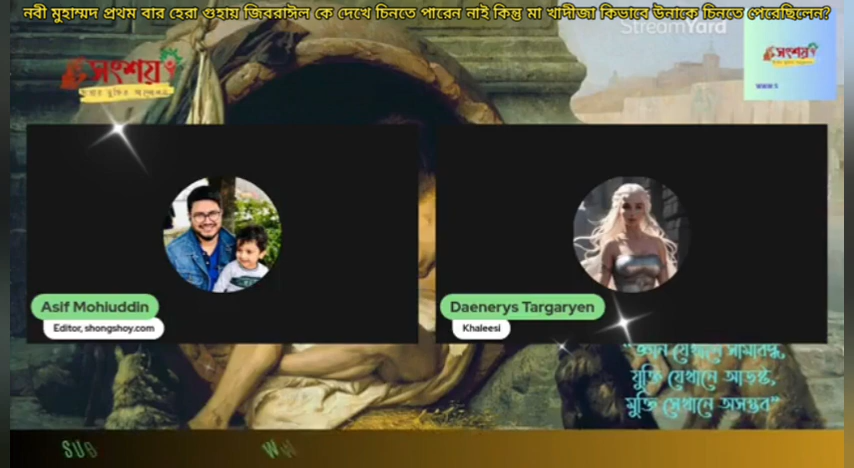 নবী মুহাম্মদ প্রথম বার হেরা গুহায় জিবরাঈল কে দেখে চিনতে পারেন নাই কিন্তু মা খাদীজা কিভাবে উনাকে চিনতে পেরেছিলেন?
StreamYard
সংশয়
সংশয়
Asif Mohiuddin
Editor, shongshoy.com
Daenerys Targaryen
Khaleesi
"জ্ঞান যেখানে সীমাবদ্ধ,
যুক্তি যেখানে আড়ষ্ট,
মুক্তি সেখানে অসম্ভব"